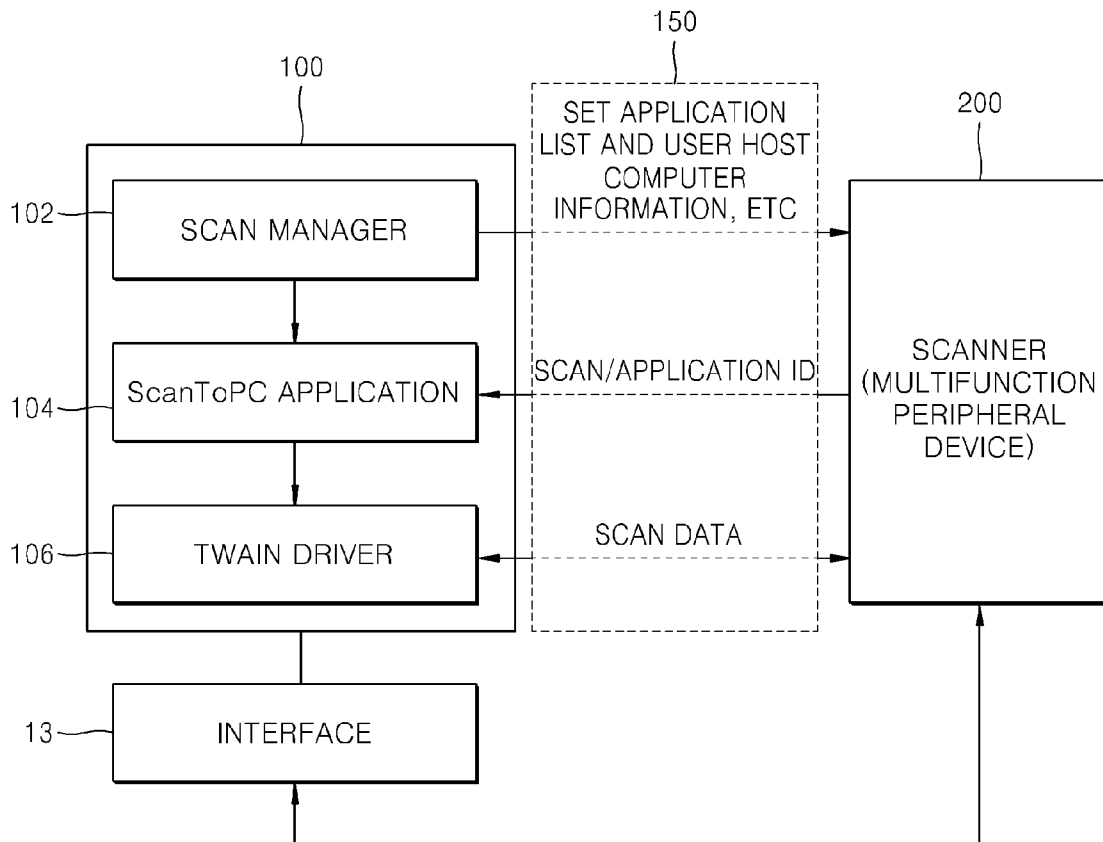 150
100
SET APPLICATION
LIST AND USER HOST
COMPUTER
INFORMATION, ETC
200
102
SCAN MANAGER
ScanToPC APPLICATION
104
SCAN/APPLICATION ID
SCANNER
(MULTIFUNCTION
PERIPHERAL
DEVICE)
106
TWAIN DRIVER
SCAN DATA
13
INTERFACE